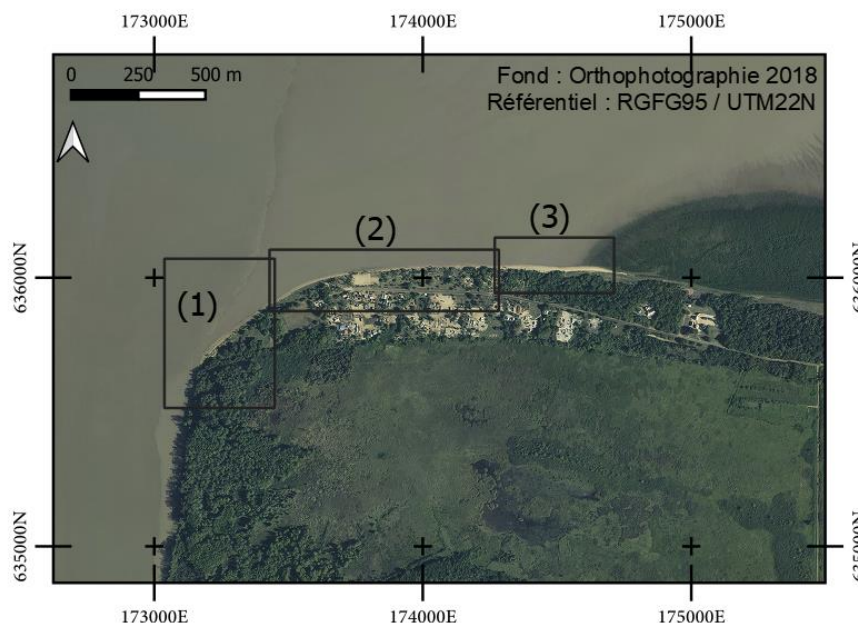 173000E 174000E 175000E
0 250 500 m
Fond : Orthophotographie 2018
Référentiel : RGFG95 / UTM22N
(3)
(2)
636000N 636000N
(1)
635000N 635000N
173000E 174000E 175000E